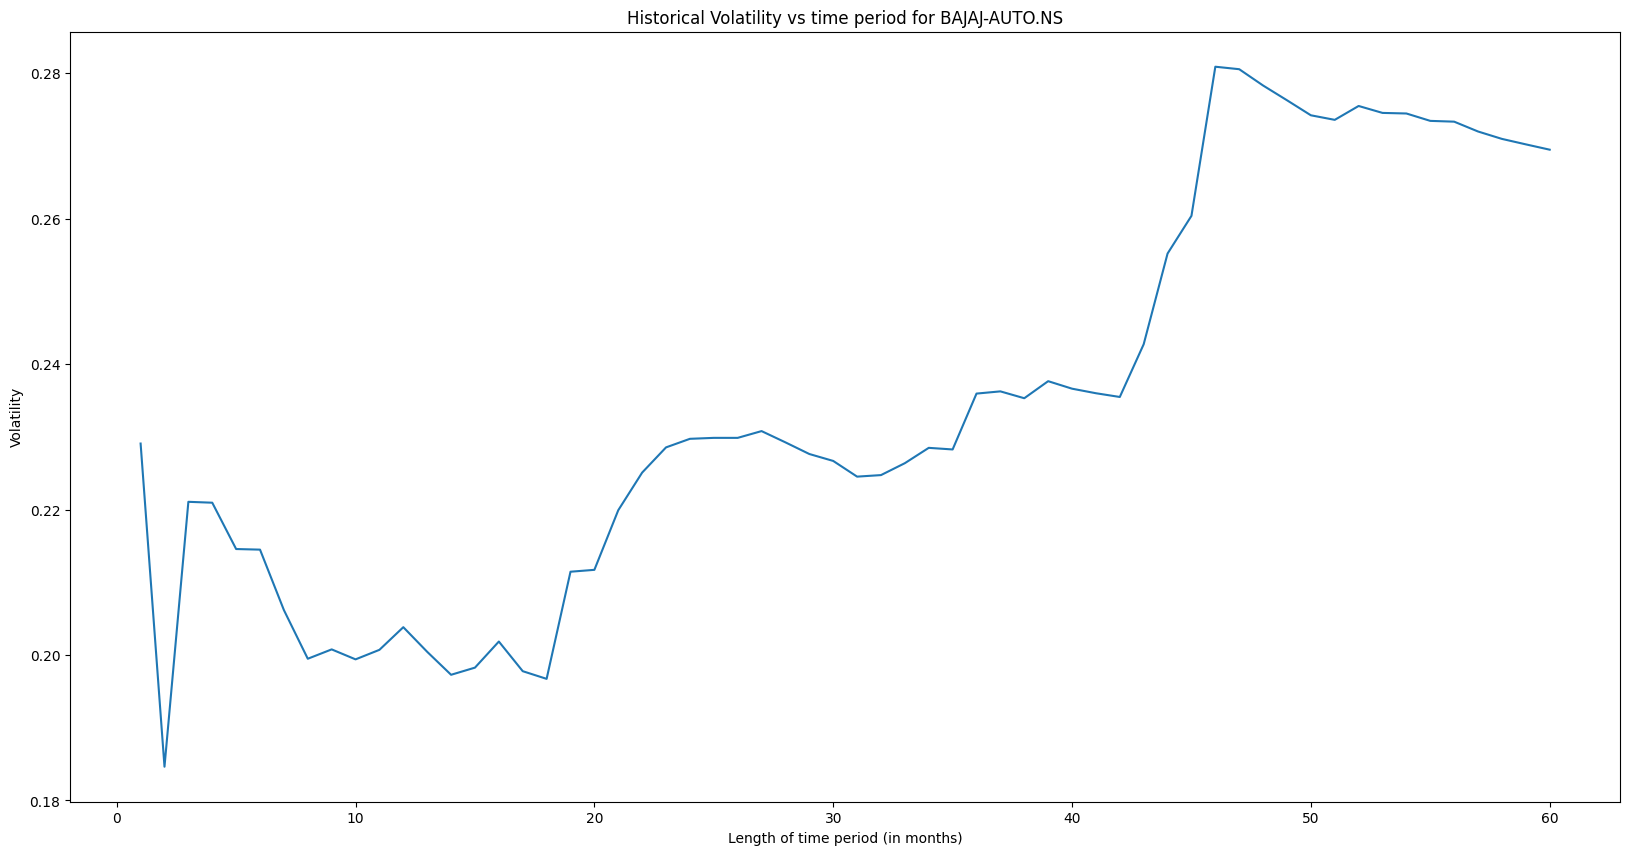 Historical Volatility vs time period for BAJAJ-AUTO.NS
Volatility
0.28
0.26
0.24
0.22
0.20
0.18
0 10 20 30 40 50 60
Length of time period (in months)